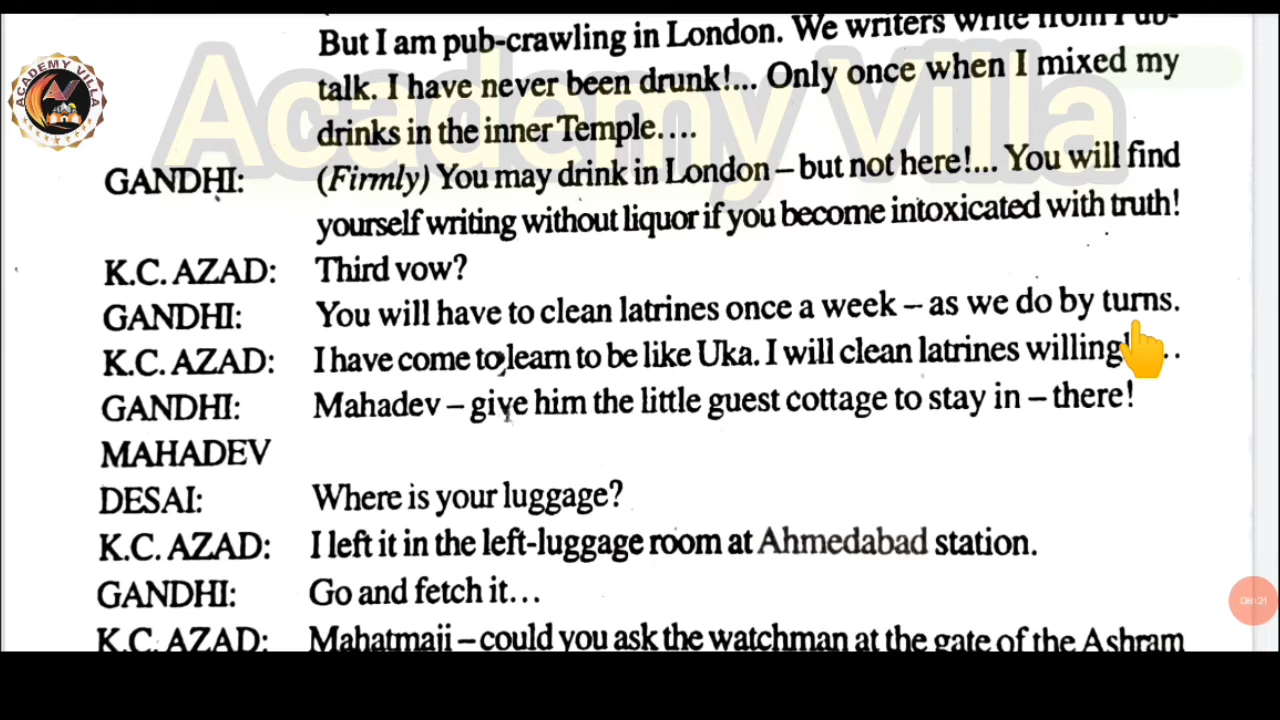 But I am pub-crawling in London. We writers write from Pub-
talk. I have never been drunk!... Only once when I mixed my
drinks in the inner Temple....
GANDHI: (Firmly) You may drink in London – but not here!... You will find
yourself writing without liquor if you become intoxicated with truth!
K.C. AZAD: Third vow?
GANDHI: You will have to clean latrines once a week – as we do by turns.
K.C. AZAD: I have come to learn to be like Uka. I will clean latrines
GANDHI: Mahadev – give him the little guest cottage to stay in – there!
MAHADEV
DESAI: Where is your luggage?
K.C. AZAD: I left it in the left-luggage room at Ahmedabad station.
GANDHI: Go and fetch it...
K.C. AZAD: Mahatmaji – could you ask the watchman at the gate of the Ashram
Academy Villa
ACADEMY VILLA
AV
06:21